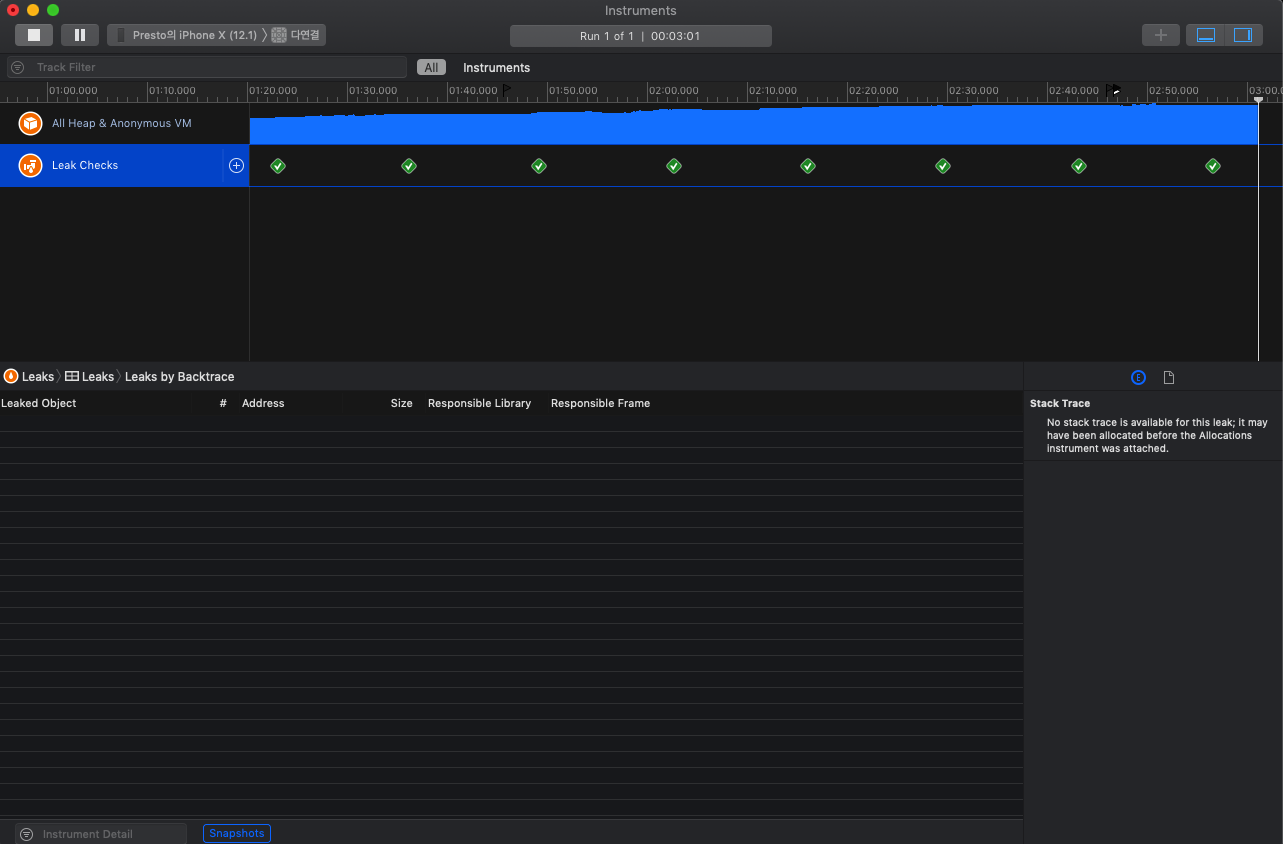 Instruments
Presto의 iPhone X (12.1) 〉 다연결
Run 1 of 1 | 00:03:01
Track Filter
All Instruments
01:00.000 01:10.000 01:20.000 01:30.000 01:40.000 01:50.000 02:00.000 02:10.000 02:20.000 02:30.000 02:40.000 02:50.000 03:00.0
All Heap & Anonymous VM
Leak Checks
Leaks 〉 Leaks 〉 Leaks by Backtrace
E
Leaked Object # Address Size Responsible Library Responsible Frame
Stack Trace
No stack trace is available for this leak; it may
have been allocated before the Allocations
instrument was attached.
Instrument Detail
Snapshots